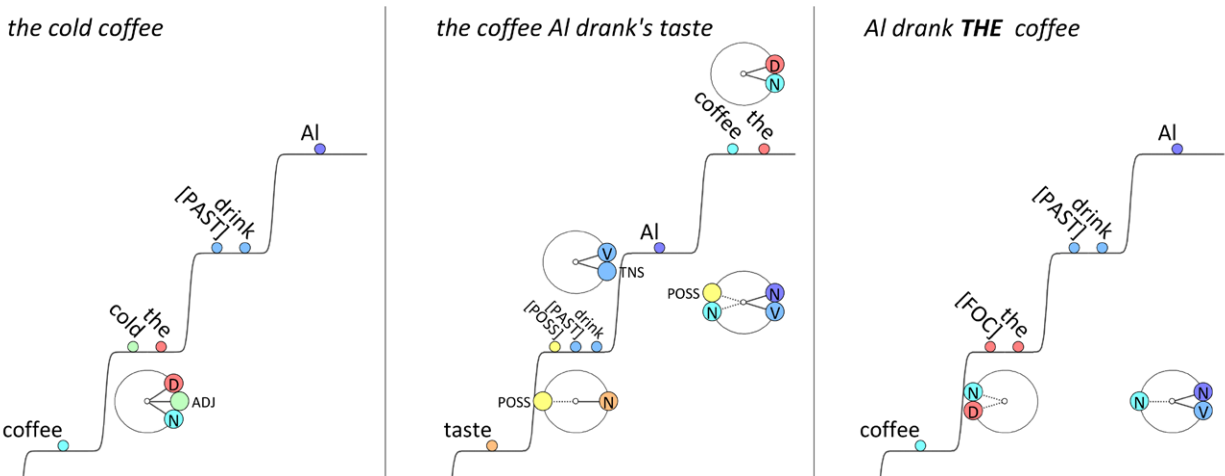 the cold coffee
Al
[PAST] drink
cold the
D
ADJ
N
coffee
the coffee Al drank's taste
D
N
coffee the
Al
V
TNS
POSS N
N V
[POSS] [PAST] drink
POSS N
taste
Al drank THE coffee
Al
[PAST] drink
[FOC] the
N
D
N N
V
coffee